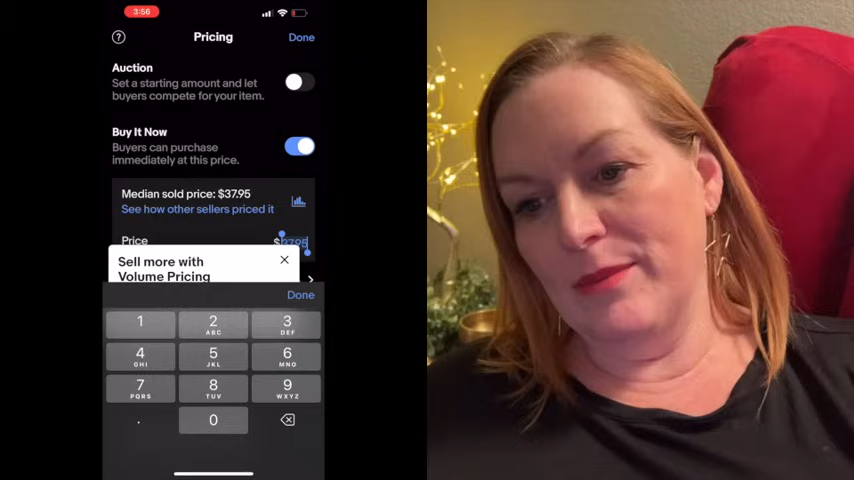 3:56
Pricing
Done
Auction
Set a starting amount and let
buyers compete for your item.
Buy It Now
Buyers can purchase
immediately at this price.
Median sold price: $37.95
See how other sellers priced it
Price
$37.95
Sell more with
Volume Pricing
Done
1
2
ABC
3
DEF
4
GHI
5
JKL
6
MNO
7
PQRS
8
TUV
9
WXYZ
.
0